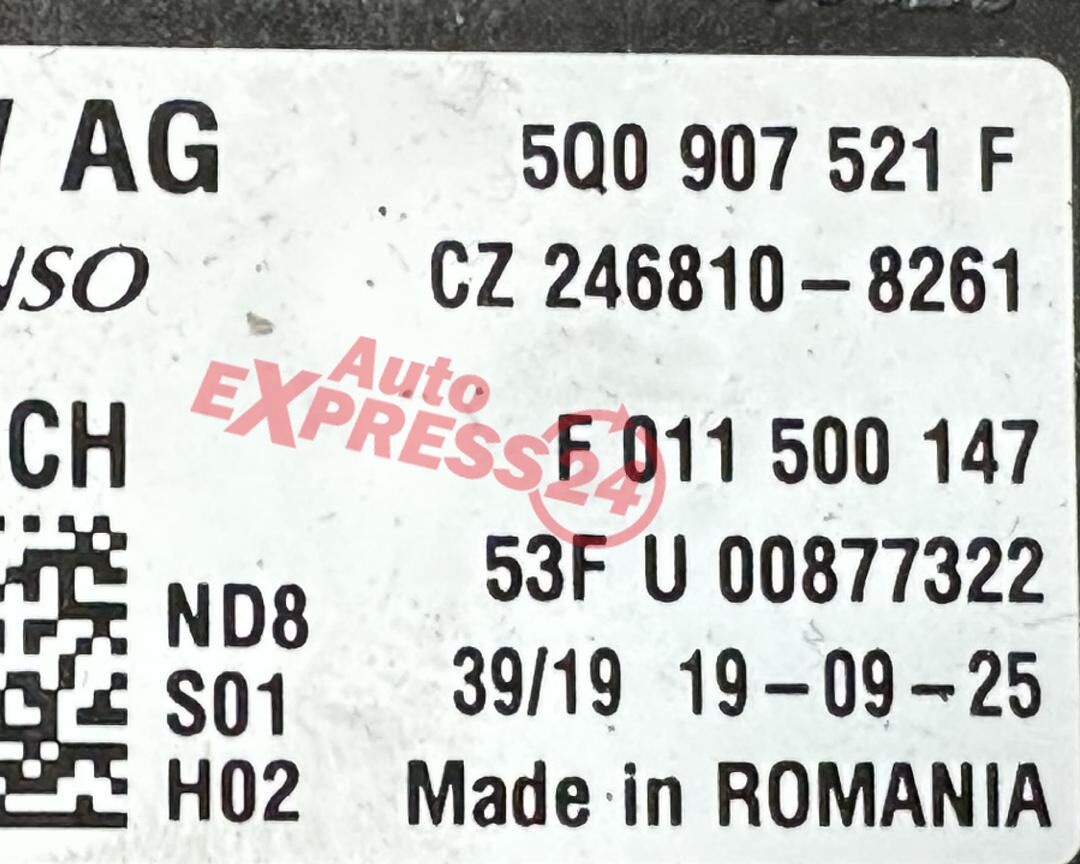 AG 5Q0 907 521 F
NSO CZ 246810-8261
Auto
EXPRESS24
CH F 011 500 147
53F U 00877322
ND8
S01 39/19 19-09-25
H02 Made in ROMANIA